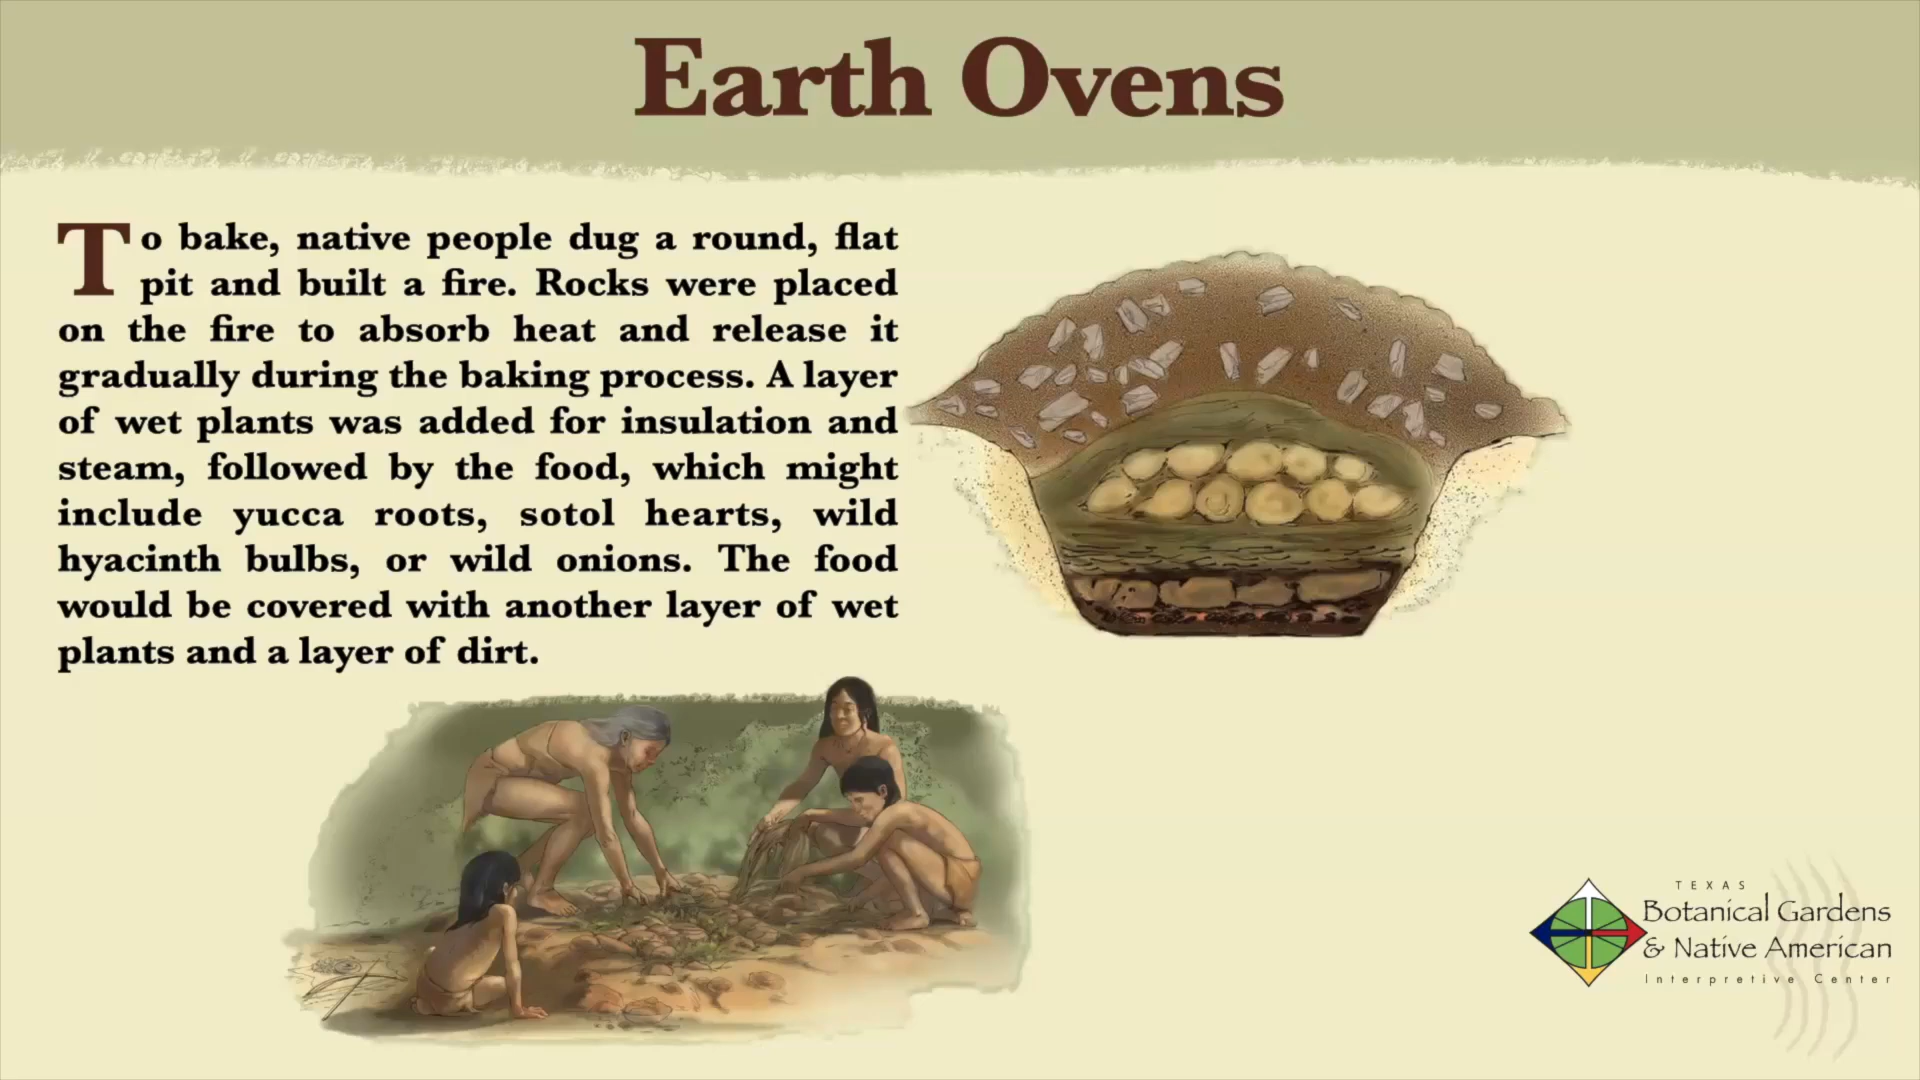 Earth Ovens
To bake, native people dug a round, flat
pit and built a fire. Rocks were placed
on the fire to absorb heat and release it
gradually during the baking process. A layer
of wet plants was added for insulation and
steam, followed by the food, which might
include yucca roots, sotol hearts, wild
hyacinth bulbs, or wild onions. The food
would be covered with another layer of wet
plants and a layer of dirt.
TEXAS
Botanical Gardens
& Native American
Interpretive Center